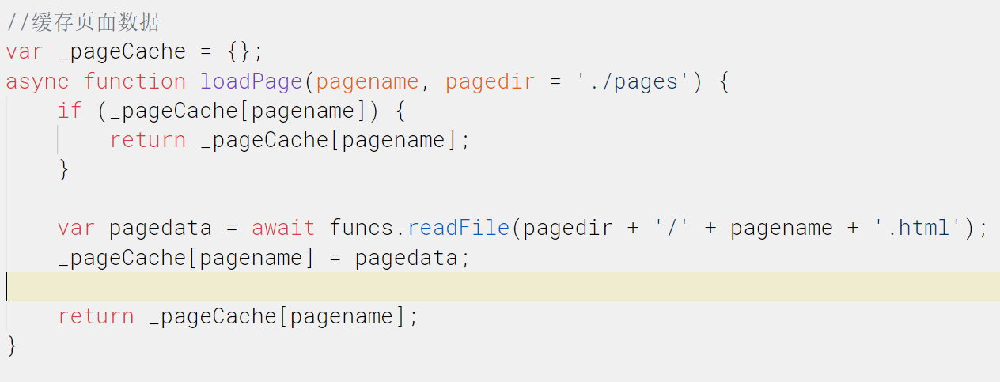 //缓存页面数据
var _pageCache = {};
async function loadPage(pagename, pagedir = './pages') {
    if (_pageCache[pagename]) {
        return _pageCache[pagename];
    }
    var pagedata = await funcs.readFile(pagedir + '/' + pagename + '.html');
    _pageCache[pagename] = pagedata;
    return _pageCache[pagename];
}